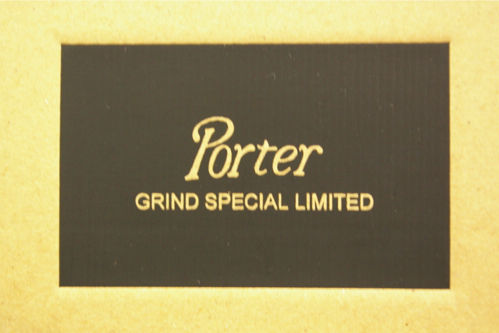 Porter
GRIND SPECIAL LIMITED